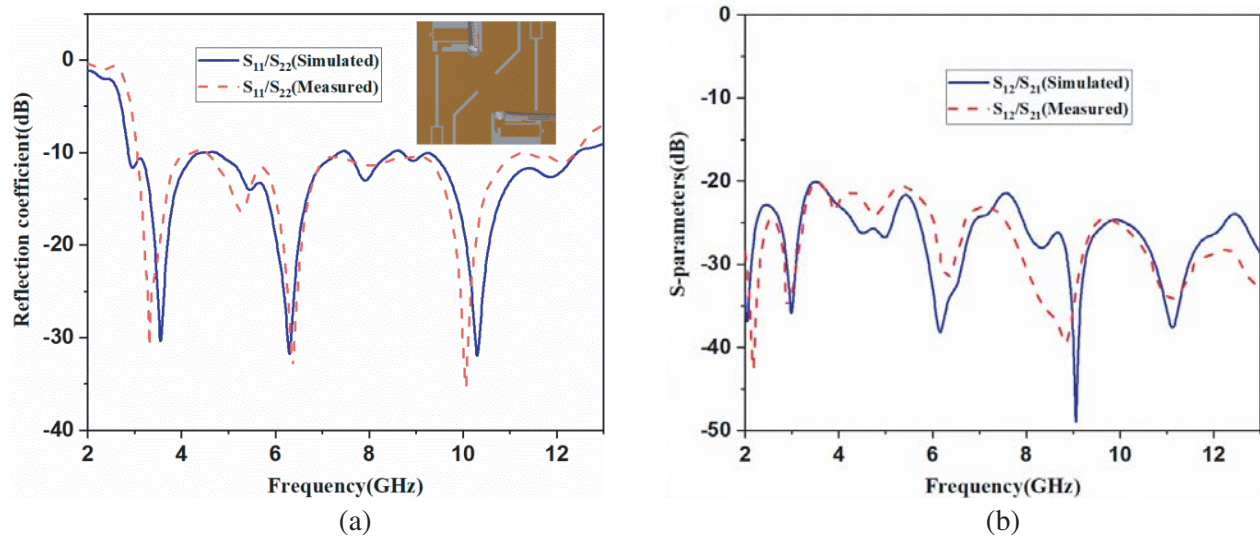 S11/S22(Simulated)
S11/S22(Measured)
0
-10
-20
-30
-40
Reflection coefficient(dB)
2 4 6 8 10 12
Frequency(GHz)
(a)
S12/S21(Simulated)
S12/S21(Measured)
0
-10
-20
-30
-40
-50
S-parameters(dB)
2 4 6 8 10 12
Frequency(GHz)
(b)